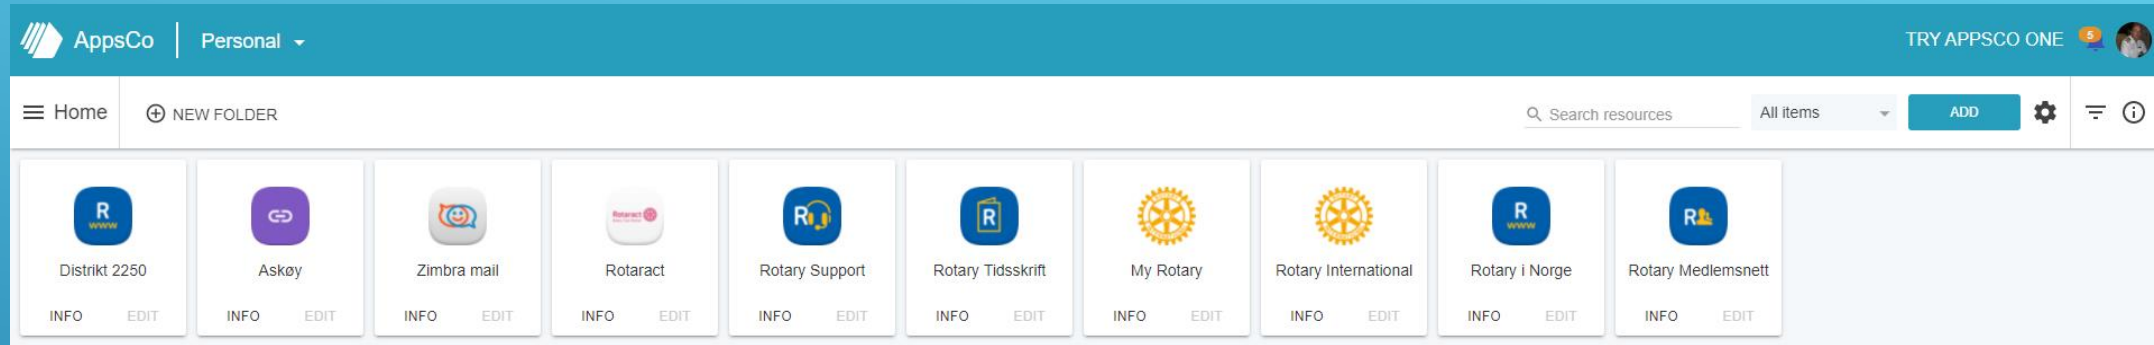 AppsCo Personal TRY APPSCO ONE 5
Home NEW FOLDER Search resources All items ADD
R www R R R www R
Rotaract
Distrikt 2250 Askøy Zimbra mail Rotaract Rotary Support Rotary Tidsskrift My Rotary Rotary International Rotary i Norge Rotary Medlemsnett
INFO EDIT INFO EDIT INFO EDIT INFO EDIT INFO EDIT INFO EDIT INFO EDIT INFO EDIT INFO EDIT INFO EDIT